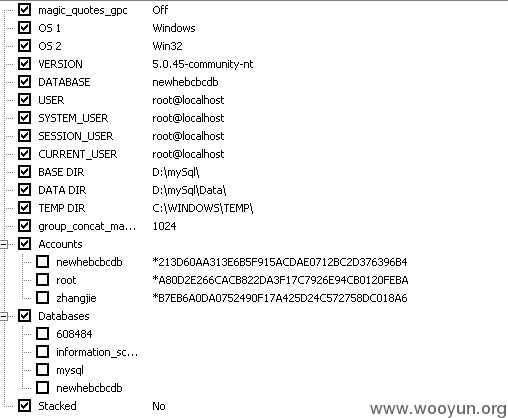 magic_quotes_gpc Off
OS 1 Windows
OS 2 Win32
VERSION 5.0.45-community-nt
DATABASE newhebcbcdb
USER root@localhost
SYSTEM_USER root@localhost
SESSION_USER root@localhost
CURRENT_USER root@localhost
BASE DIR D:\mySql\
DATA DIR D:\mySql\Data\
TEMP DIR C:\WINDOWS\TEMP\
group_concat_ma... 1024
Accounts
newhebcbcdb *213D60AA313E6B5F915ACDAE0712BC2D376396B4
root *A80D2E266CACB822DA3F17C7926E94CB0120FEBA
zhangjie *B7EB6A0DA0752490F17A425D24C572758DC018A6
Databases
608484
information_sc...
mysql
newhebcbcdb
Stacked No
www.wooyun.org